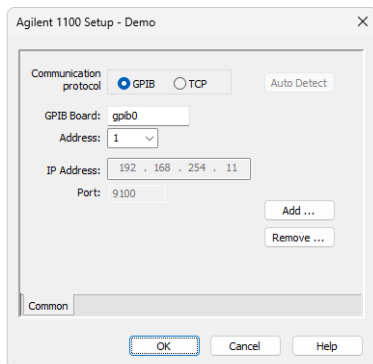 Agilent 1100 Setup - Demo
Communication protocol GPIB TCP Auto Detect
GPIB Board: gpib0
Address: 1
IP Address: 192 . 168 . 254 . 11
Port: 9100
Add ...
Remove ...
Common
OK Cancel Help